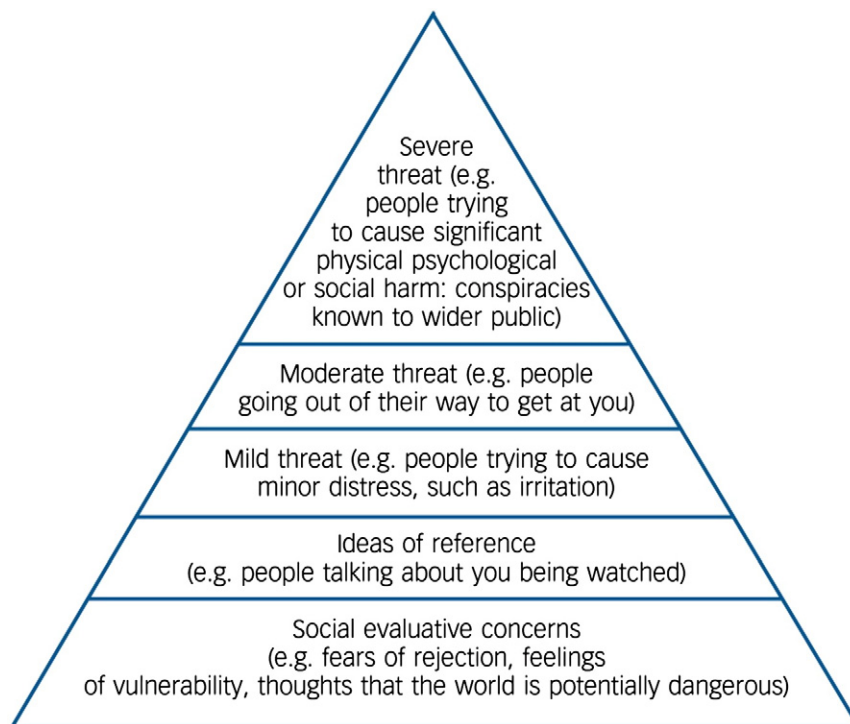 Severe
threat (e.g.
people trying
to cause significant
physical psychological
or social harm: conspiracies
known to wider public)
Moderate threat (e.g. people
going out of their way to get at you)
Mild threat (e.g. people trying to cause
minor distress, such as irritation)
Ideas of reference
(e.g. people talking about you being watched)
Social evaluative concerns
(e.g. fears of rejection, feelings
of vulnerability, thoughts that the world is potentially dangerous)